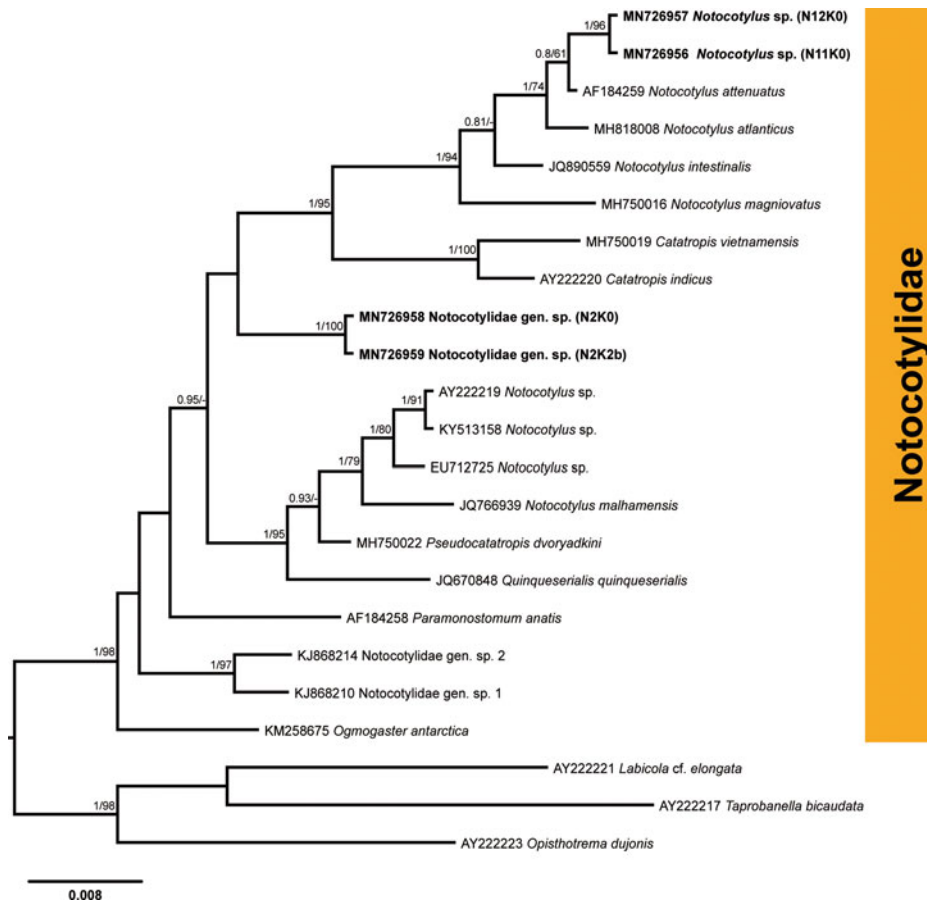 1/96
MN726957 Notocotylus sp. (N12K0)
MN726956 Notocotylus sp. (N11K0)
0.8/61
AF184259 Notocotylus attenuatus
1/74
MH818008 Notocotylus atlanticus
0.81/-
JQ890559 Notocotylus intestinalis
1/94
MH750016 Notocotylus magniovatus
1/95
MH750019 Catatropis vietnamensis
1/100
AY222220 Catatropis indicus
MN726958 Notocotylidae gen. sp. (N2K0)
1/100
MN726959 Notocotylidae gen. sp. (N2K2b)
AY222219 Notocotylus sp.
1/91
0.95/-
KY513158 Notocotylus sp.
1/80
EU712725 Notocotylus sp.
1/79
JQ766939 Notocotylus malhamensis
0.93/-
MH750022 Pseudocatatropis dvoryadkini
1/95
JQ670848 Quinqueserialis quinqueserialis
AF184258 Paramonostomum anatis
1/98
KJ868214 Notocotylidae gen. sp. 2
1/97
KJ868210 Notocotylidae gen. sp. 1
KM258675 Ogmogaster antarctica
AY222221 Labicola cf. elongata
1/98
AY222217 Taprobanella bicaudata
AY222223 Opisthotrema dujonis
0.008
Notocotylidae